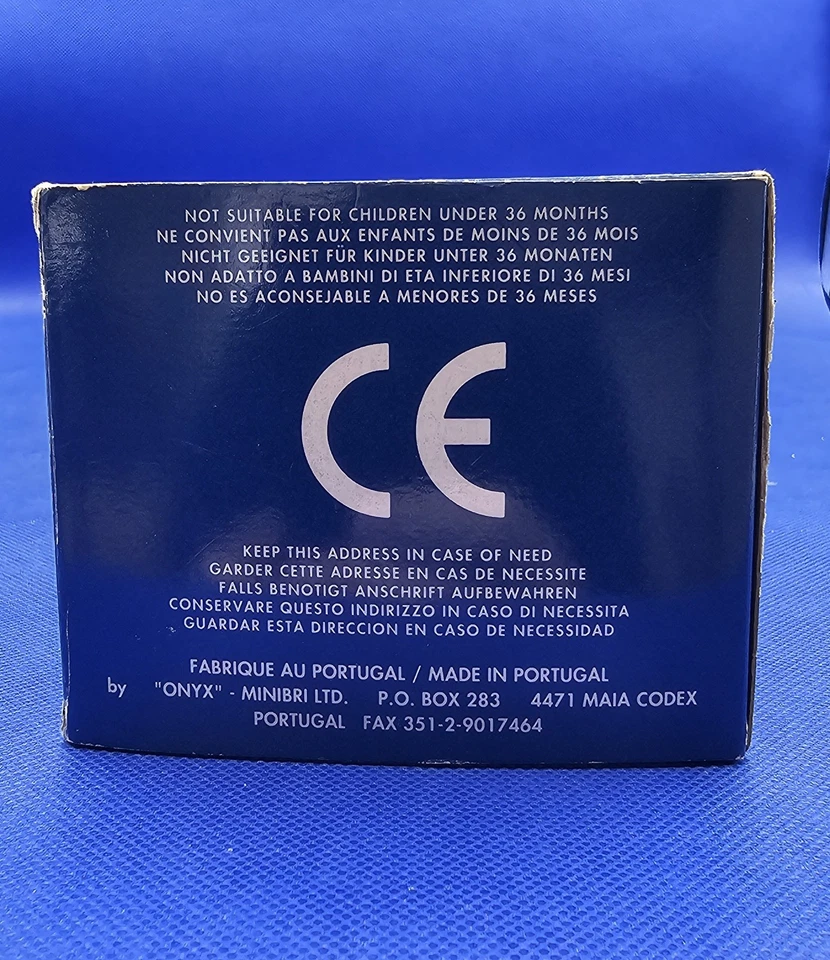 NOT SUITABLE FOR CHILDREN UNDER 36 MONTHS
NE CONVIENT PAS AUX ENFANTS DE MOINS DE 36 MOIS
NICHT GEEIGNET FÜR KINDER UNTER 36 MONATEN
NON ADATTO A BAMBINI DI ETA INFERIORE DI 36 MESI
NO ES ACONSEJABLE A MENORES DE 36 MESES
CE
KEEP THIS ADDRESS IN CASE OF NEED
GARDER CETTE ADRESSE EN CAS DE NECESSITE
FALLS BENOTIGT ANSCHRIFT AUFBEWAHREN
CONSERVARE QUESTO INDIRIZZO IN CASO DI NECESSITA
GUARDAR ESTA DIRECCION EN CASO DE NECESSIDAD
FABRIQUE AU PORTUGAL / MADE IN PORTUGAL
by "ONYX" - MINIBRI LTD. P.O. BOX 283 4471 MAIA CODEX
PORTUGAL FAX 351-2-9017464